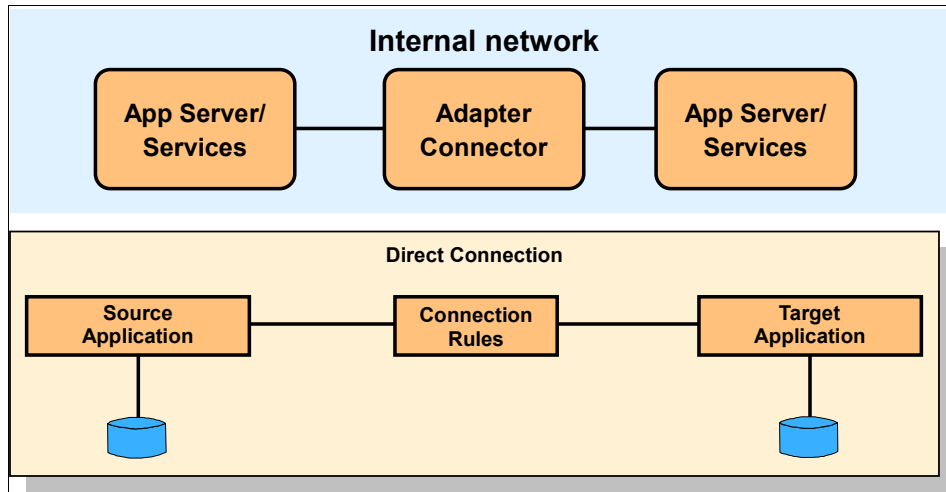 Internal network
App Server/
Services
Adapter
Connector
App Server/
Services
Direct Connection
Source
Application
Connection
Rules
Target
Application